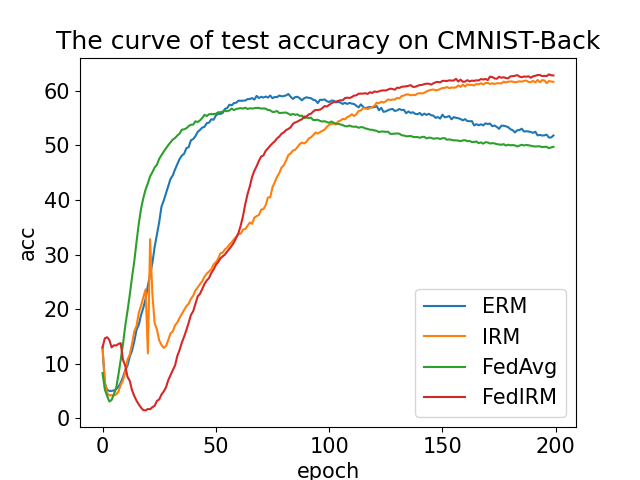 The curve of test accuracy on CMNIST-Back
acc
60
50
40
30
20
10
0
ERM
IRM
FedAvg
FedIRM
0 50 100 150 200
epoch